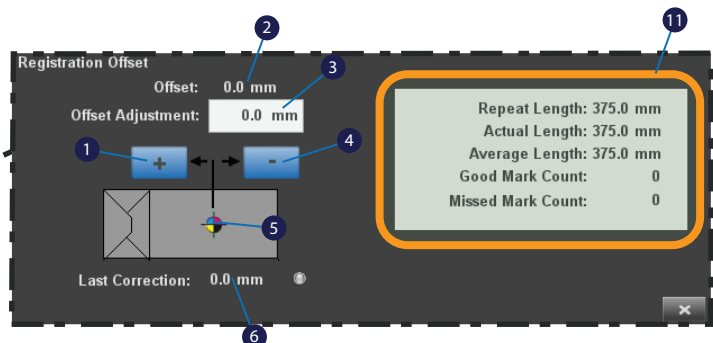 11
2
Registration Offset
3
Offset: 0.0 mm
Offset Adjustment: 0.0 mm
1
+
-
4
5
Last Correction: 0.0 mm
6
Repeat Length: 375.0 mm
Actual Length: 375.0 mm
Average Length: 375.0 mm
Good Mark Count: 0
Missed Mark Count: 0
×